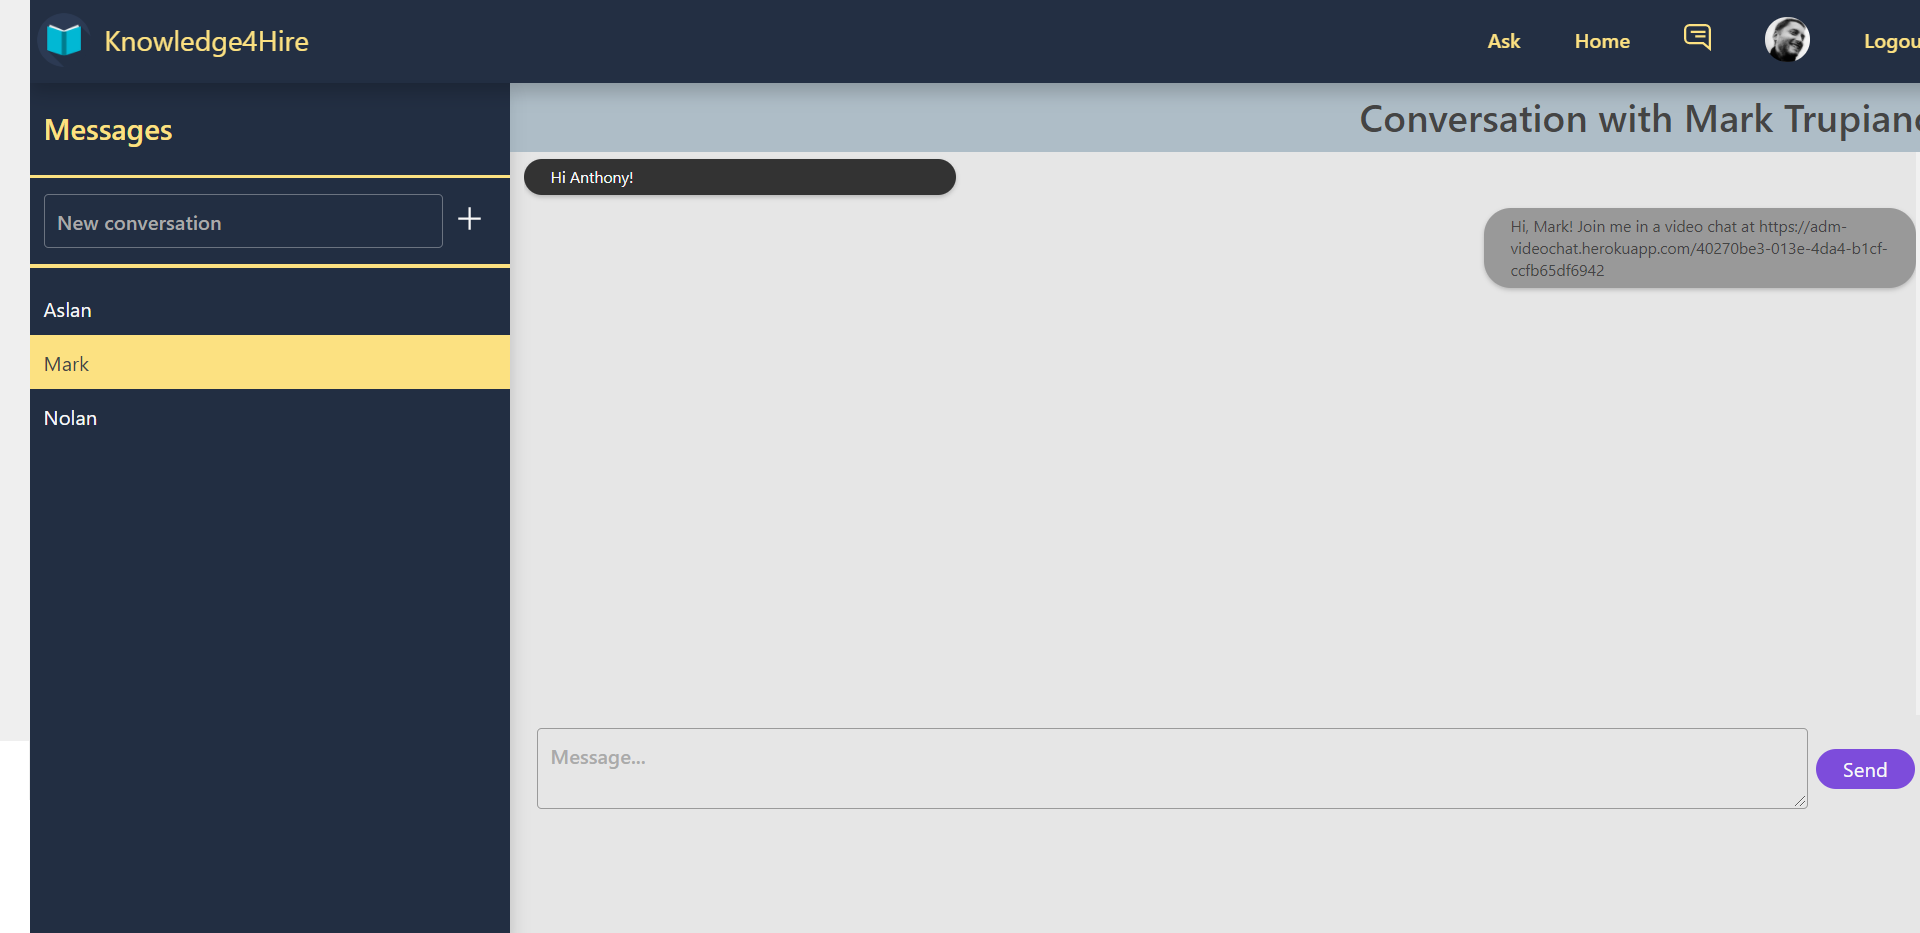 Knowledge4Hire
Ask
Home
Logou
Messages
Conversation with Mark Trupiano
New conversation
Hi Anthony!
Hi, Mark! Join me in a video chat at https://adm-
videochat.herokuapp.com/40270be3-013e-4da4-b1cf-
ccfb65df6942
Aslan
Mark
Nolan
Message...
Send